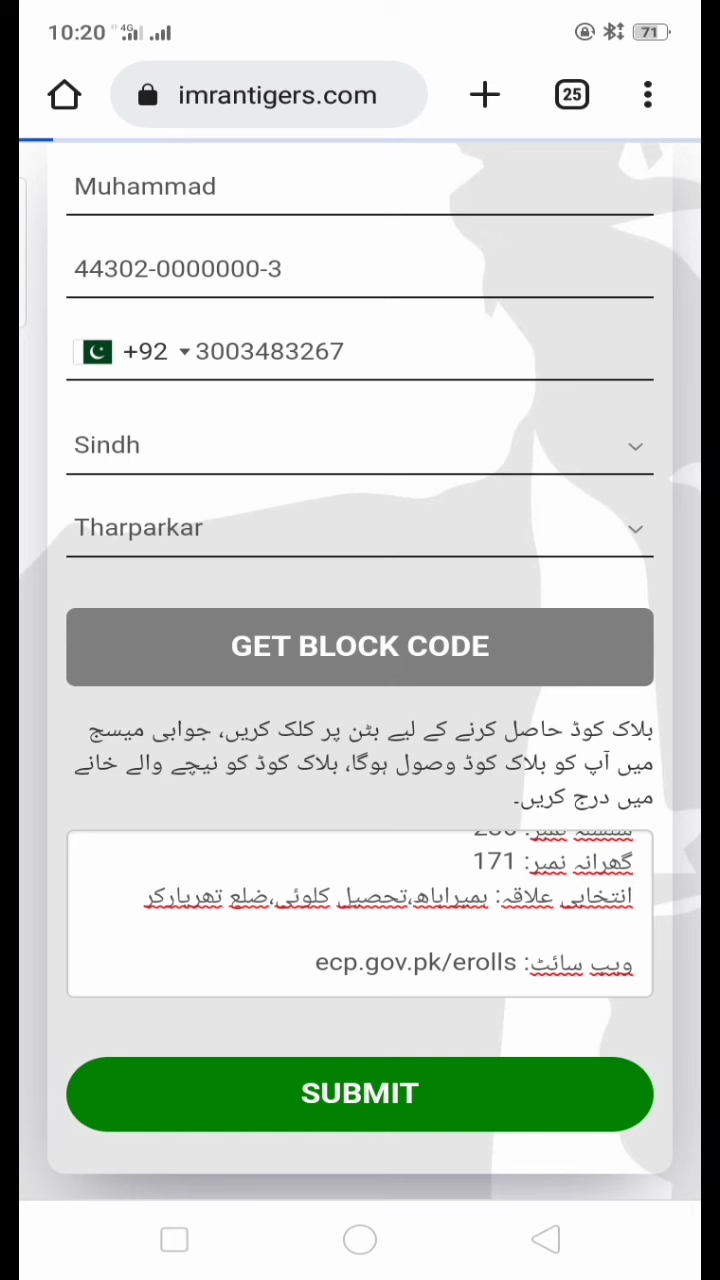 10:20 4G 71
imrantigers.com 25
Muhammad
44302-0000000-3
+92 3003483267
Sindh
Tharparkar
GET BLOCK CODE
بلاک کوڈ حاصل کرنے کے لیے بٹن پر کلک کریں، جوابی میسج
میں آپ کو بلاک کوڈ وصول ہوگا، بلاک کوڈ کو نیچے والے خانے
میں درج کریں۔
نمبر:
گھرانہ نمبر: 171
انتخابی علاقہ: ہمیراباھ،تحصیل کلوئی،ضلع تھرپارکر
ویب سائٹ: ecp.gov.pk/erolls
SUBMIT